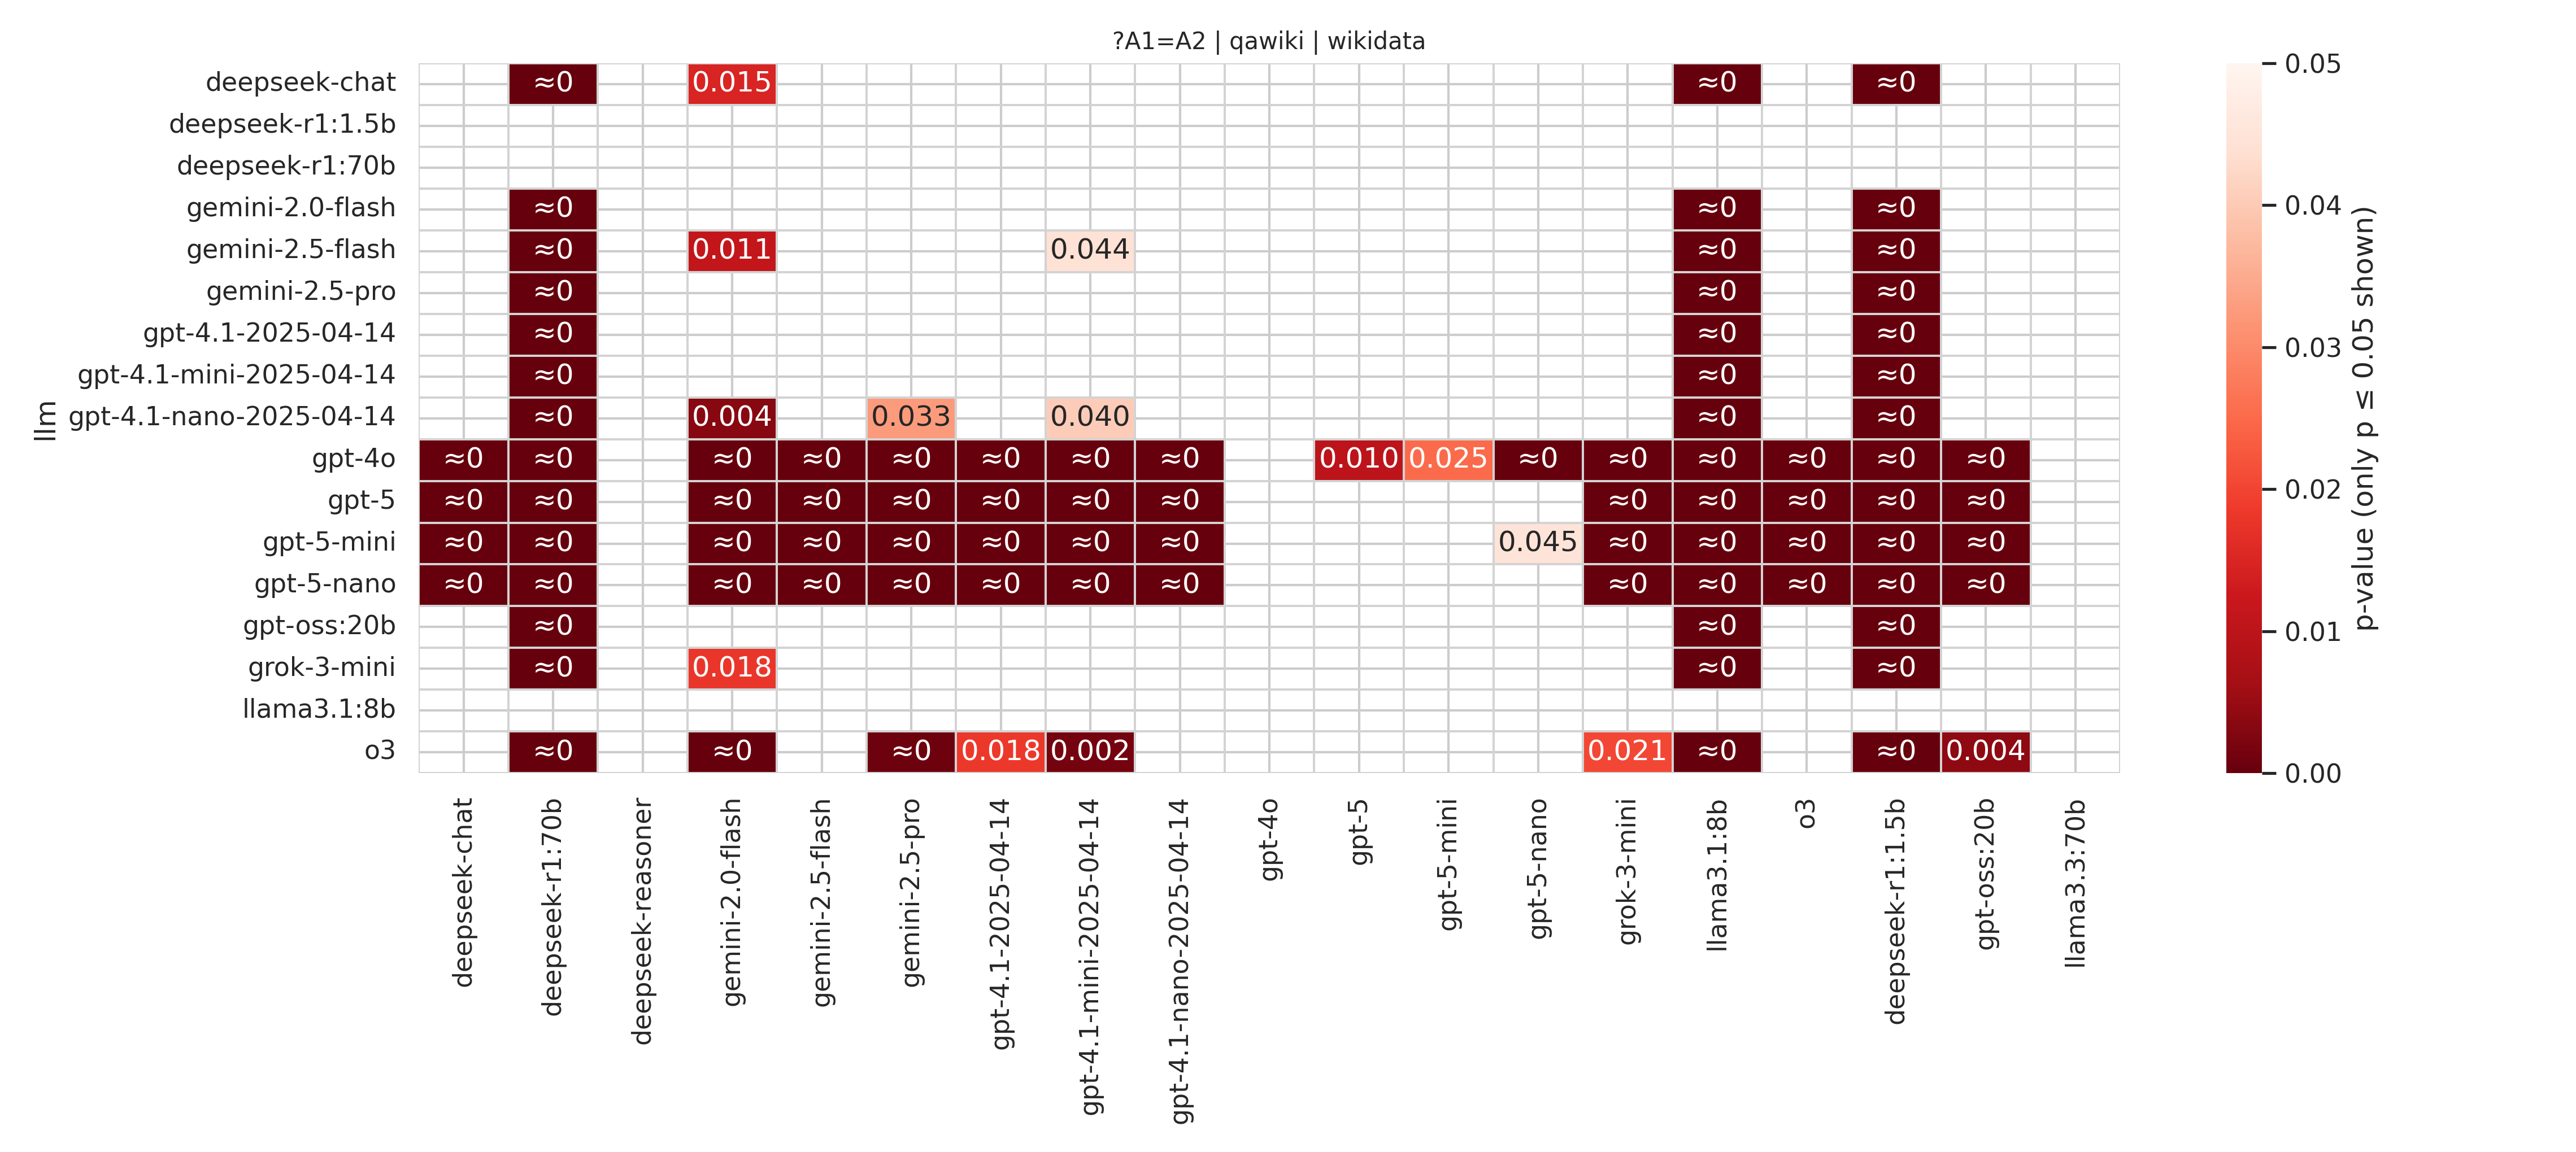 ?A1=A2 | qawiki | wikidata
deepseek-chat ≈0 0.015 ≈0 ≈0
deepseek-r1:1.5b
deepseek-r1:70b
gemini-2.0-flash ≈0 ≈0 ≈0
gemini-2.5-flash ≈0 0.011 0.044 ≈0 ≈0
gemini-2.5-pro ≈0 ≈0 ≈0
gpt-4.1-2025-04-14 ≈0 ≈0 ≈0
gpt-4.1-mini-2025-04-14 ≈0 ≈0 ≈0
gpt-4.1-nano-2025-04-14 ≈0 0.004 0.033 0.040 ≈0 ≈0
gpt-4o ≈0 ≈0 ≈0 ≈0 ≈0 ≈0 ≈0 ≈0 0.010 0.025 ≈0 ≈0 ≈0 ≈0 ≈0 ≈0
gpt-5 ≈0 ≈0 ≈0 ≈0 ≈0 ≈0 ≈0 ≈0 ≈0 ≈0 ≈0 ≈0 ≈0
gpt-5-mini ≈0 ≈0 ≈0 ≈0 ≈0 ≈0 ≈0 ≈0 0.045 ≈0 ≈0 ≈0 ≈0 ≈0
gpt-5-nano ≈0 ≈0 ≈0 ≈0 ≈0 ≈0 ≈0 ≈0 ≈0 ≈0 ≈0 ≈0 ≈0
gpt-oss:20b ≈0 ≈0 ≈0
grok-3-mini ≈0 0.018 ≈0 ≈0
llama3.1:8b
o3 ≈0 ≈0 ≈0 0.018 0.002 0.021 ≈0 ≈0 0.004
llm
deepseek-chat
deepseek-r1:70b
deepseek-reasoner
gemini-2.0-flash
gemini-2.5-flash
gemini-2.5-pro
gpt-4.1-2025-04-14
gpt-4.1-mini-2025-04-14
gpt-4.1-nano-2025-04-14
gpt-4o
gpt-5
gpt-5-mini
gpt-5-nano
grok-3-mini
llama3.1:8b
o3
deepseek-r1:1.5b
gpt-oss:20b
llama3.3:70b
0.05
0.04
0.03
0.02
0.01
0.00
p-value (only p ≤ 0.05 shown)